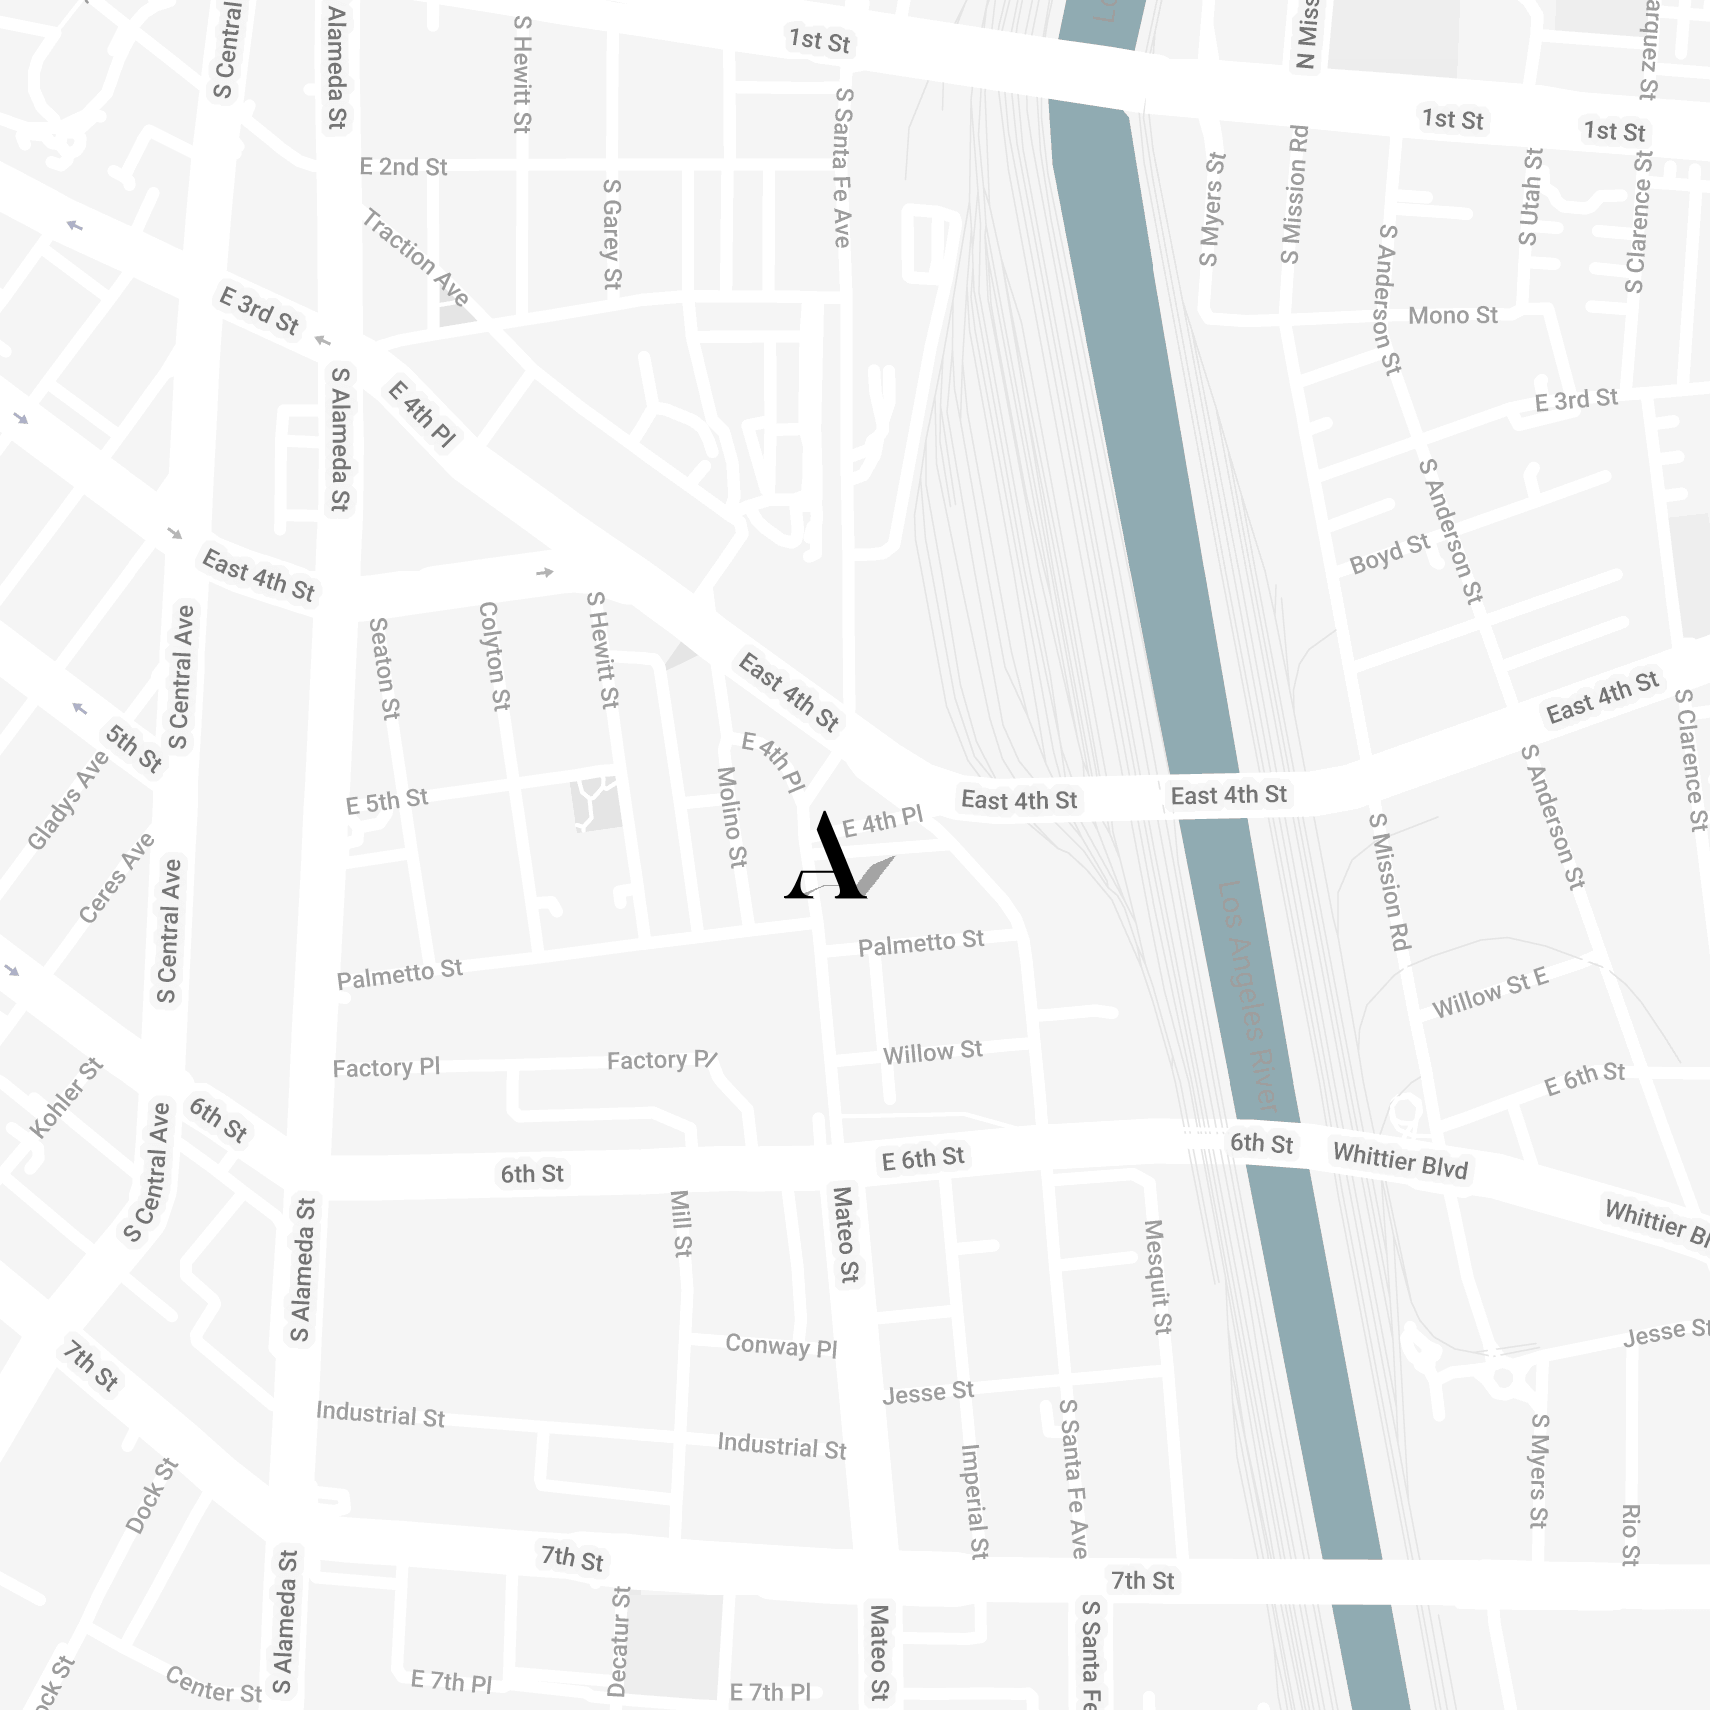 S Central
Alameda St
S Hewitt St
1st St
Lo
N Miss
arquez St
1st St
1st St
E 2nd St
S Garey St
S Santa Fe Ave
S Myers St
S Mission Rd
S Utah St
S Clarence St
Traction Ave
E 3rd St
S Anderson St
Mono St
S Alameda St
E 4th Pl
E 3rd St
S Anderson St
Boyd St
East 4th St
Seaton St
Colyton St
S Hewitt St
S Central Ave
East 4th St
East 4th St
S Clarence St
5th St
Gladys Ave
E 4th Pl
Molino St
E 5th St
East 4th St
East 4th St
S Anderson St
E 4th Pl
A
S Mission Rd
Ceres Ave
S Central Ave
Los Angeles River
Palmetto St
Palmetto St
Willow St E
Factory Pl
Factory P
Willow St
E 6th St
Kohler St
6th St
S Central Ave
6th St
E 6th St
6th St
Whittier Blvd
Whittier Bl
S Alameda St
Mill St
Mateo St
Mesquit St
7th St
Conway Pl
Jesse St
Jesse St
Industrial St
Industrial St
Imperial St
S Santa Fe Ave
S Myers St
Rio St
Dock St
7th St
7th St
S Alameda St
Decatur St
Mateo St
S Santa Fe
ock St
Center St
E 7th Pl
E 7th Pl